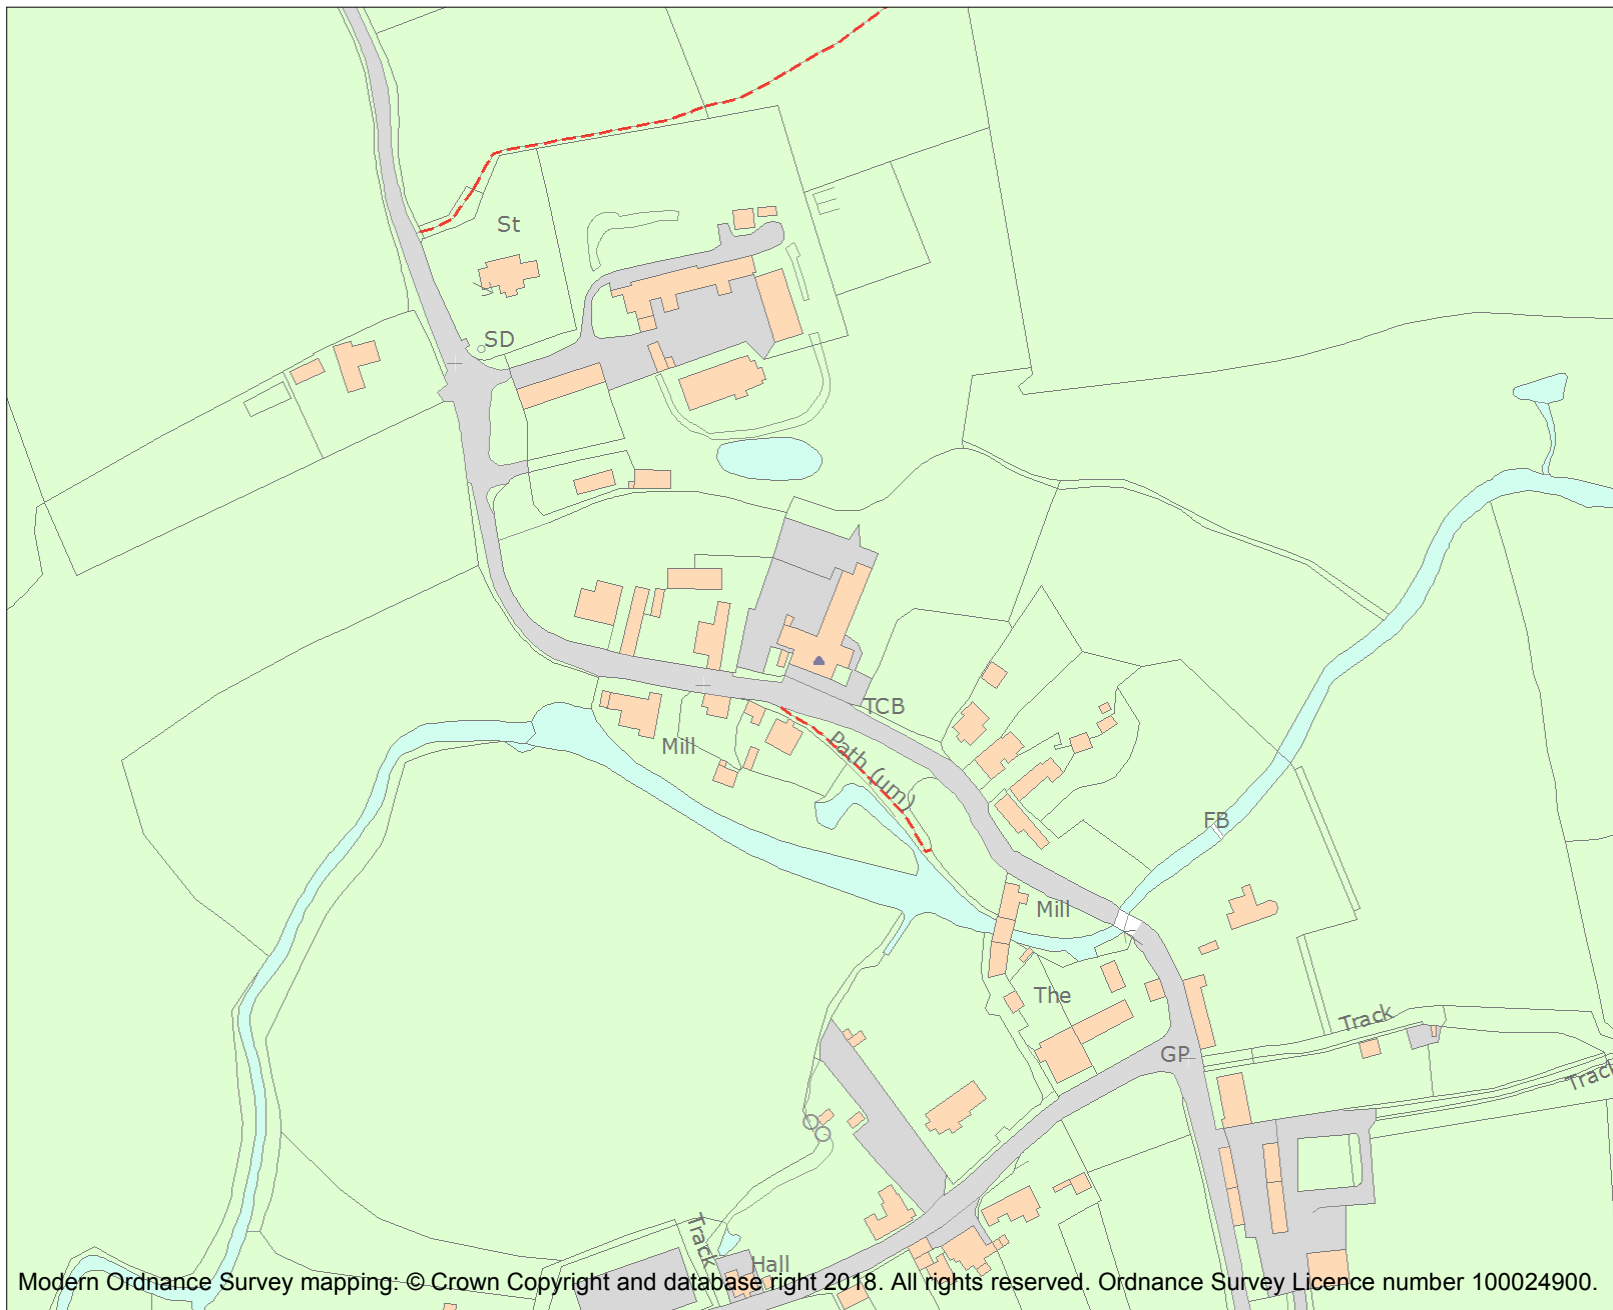 St
SD
TCB
Mill
Path (um)
FB
Mill
The
Track
GP
Track
Track
Hall
Modern Ordnance Survey mapping: © Crown Copyright and database right 2018. All rights reserved. Ordnance Survey Licence number 100024900.